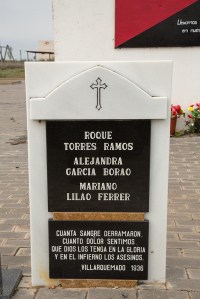 ROQUE
TORRES RAMOS
ALEJANDRA
GARCIA BORAO
MARIANO
LILAO FERRER
CUANTA SANGRE DERRAMARON,
CUANTO DOLOR SENTIMOS
QUE DIOS LOS TENGA EN LA GLORIA
Y EN EL INFIERNO LOS ASESINOS.
VILLARQUEMADO 1936